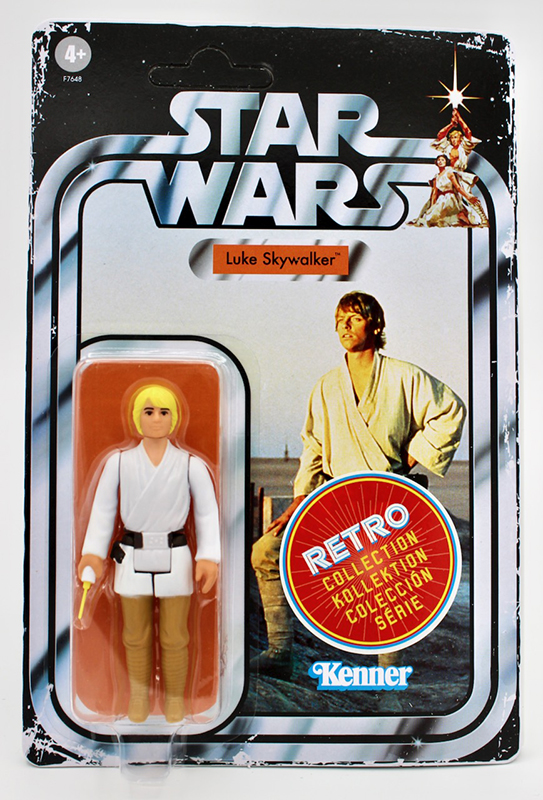 4+
F7648
STAR
WARS
Luke Skywalker™
RETRO
COLLECTION
KOLLEKTION
COLECCIÓN
SÉRIE
Kenner